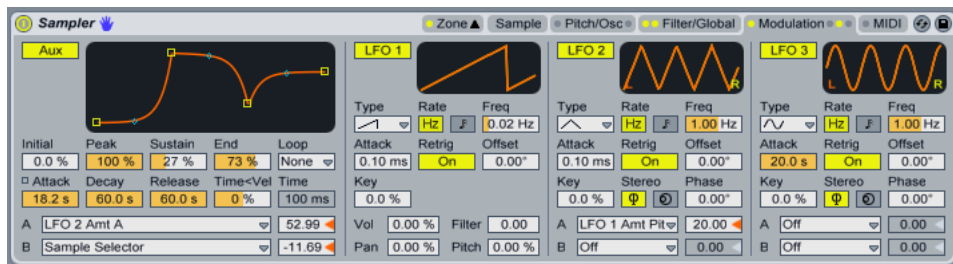 Sampler Zone Sample Pitch/Osc Filter/Global Modulation MIDI
Aux LFO 1 LFO 2 L R LFO 3 L R
Type Rate Freq Type Rate Freq Type Rate Freq
Hz 0.02 Hz Hz 1.00 Hz Hz 1.00 Hz
Initial Peak Sustain End Loop Attack Retrig Offset Attack Retrig Offset Attack Retrig Offset
0.0 % 100 % 27 % 73 % None 0.10 ms On 0.00° 0.10 ms On 0.00° 20.0 s On 0.00°
Attack Decay Release Time<Vel Time Key Key Stereo Phase Key Stereo Phase
18.2 s 60.0 s 60.0 s 0 % 100 ms 0.0 % 0.0 % Φ 0.00° 0.0 % Φ 0.00°
A LFO 2 Amt A 52.99 Vol 0.00 % Filter 0.00 A LFO 1 Amt Pit 20.00 A Off 0.00
B Sample Selector -11.69 Pan 0.00 % Pitch 0.00 % B Off 0.00 B Off 0.00